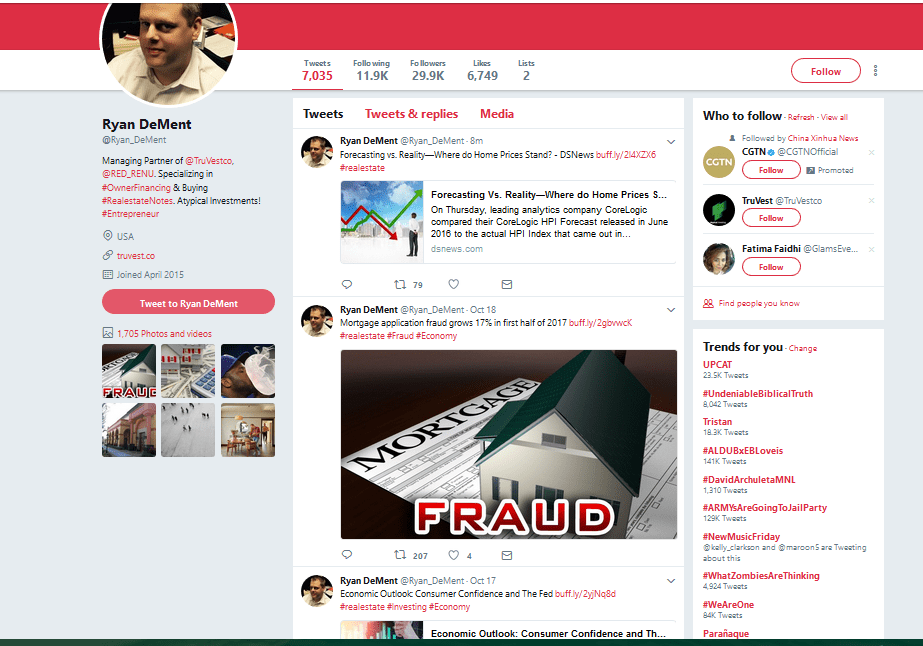 Tweets Following Followers Likes Lists
7,035 11.9K 29.9K 6,749 2
Follow
Ryan DeMent
@Ryan_DeMent
Managing Partner of @TruVestco,
@RED_RENU. Specializing in
#OwnerFinancing & Buying
#RealestateNotes. Atypical Investments!
#Entrepreneur
USA
truvest.co
Joined April 2015
Tweet to Ryan DeMent
1,705 Photos and videos
FRAUD
Tweets Tweets & replies Media
Ryan DeMent @Ryan_DeMent · 8m
Forecasting vs. Reality—Where do Home Prices Stand? - DSNews buff.ly/2l4XZX6
#realestate
Forecasting Vs. Reality—Where do Home Prices S...
On Thursday, leading analytics company CoreLogic
compared their CoreLogic HPI Forecast released in June
2016 to the actual HPI Index that came out in...
dsnews.com
79
Ryan DeMent @Ryan_DeMent · Oct 18
Mortgage application fraud grows 17% in first half of 2017 buff.ly/2gbvwcK
#realestate #Fraud #Economy
MORTGAGE
FRAUD
207 4
Ryan DeMent @Ryan_DeMent · Oct 17
Economic Outlook: Consumer Confidence and The Fed buff.ly/2yjNq8d
#realestate #Investing #Economy
Economic Outlook: Consumer Confidence and Th...
Who to follow · Refresh · View all
Followed by China Xinhua News
CGTN @CGTNOfficial
CGTN
Follow Promoted
TruVest @TruVestco
Follow
Fatima Faidhi @GlamsEve...
Follow
Find people you know
Trends for you · Change
UPCAT
23.5K Tweets
#UndeniableBiblicalTruth
8,042 Tweets
Tristan
18.3K Tweets
#ALDUBxEBLoveis
141K Tweets
#DavidArchuletaMNL
1,310 Tweets
#ARMYsAreGoingToJailParty
129K Tweets
#NewMusicFriday
@kelly_clarkson and @maroon5 are Tweeting
about this
#WhatZombiesAreThinking
4,924 Tweets
#WeAreOne
84K Tweets
Parañaque